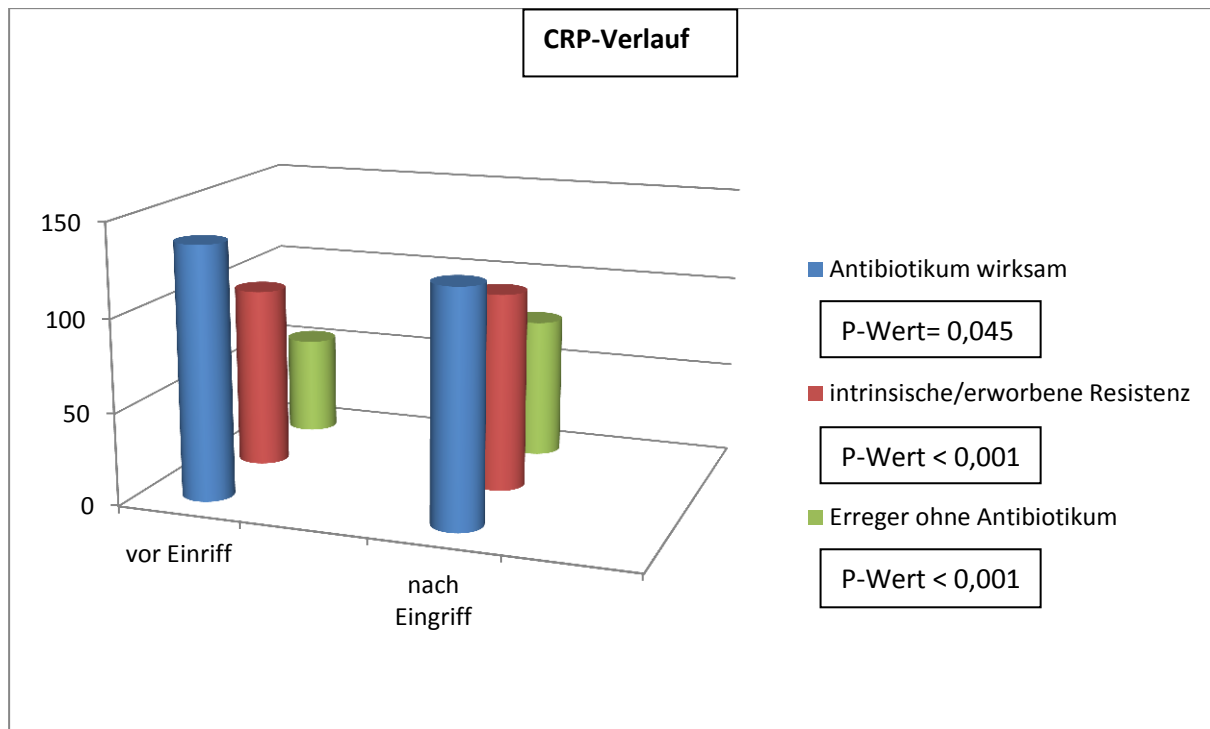 CRP-Verlauf
150
100
50
0
vor Einriff
nach
Eingriff
Antibiotikum wirksam
P-Wert= 0,045
intrinsische/erworbene Resistenz
P-Wert < 0,001
Erreger ohne Antibiotikum
P-Wert < 0,001